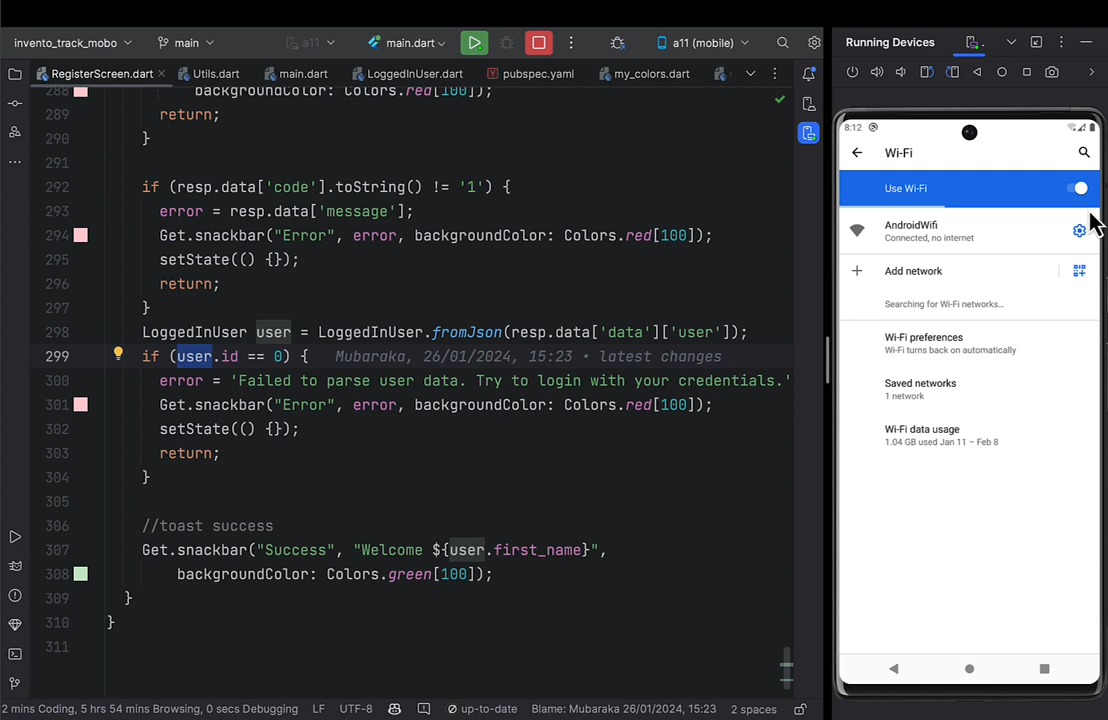 invento_track_mobo
main
a11
main.dart
a11 (mobile)
Running Devices
RegisterScreen.dart
Utils.dart
main.dart
LoggedInUser.dart
pubspec.yaml
my_colors.dart
288 backgroundColor: Colors.red[100]);
289 return;
290 }
291
292 if (resp.data['code'].toString() != '1') {
293 error = resp.data['message'];
294 Get.snackbar("Error", error, backgroundColor: Colors.red[100]);
295 setState(() {});
296 return;
297 }
298 LoggedInUser user = LoggedInUser.fromJson(resp.data['data']['user']);
299 if (user.id == 0) { Mubaraka, 26/01/2024, 15:23 • latest changes
300 error = 'Failed to parse user data. Try to login with your credentials.'
301 Get.snackbar("Error", error, backgroundColor: Colors.red[100]);
302 setState(() {});
303 return;
304 }
305
306 //toast success
307 Get.snackbar("Success", "Welcome ${user.first_name}",
308 backgroundColor: Colors.green[100]);
309 }
310 }
311
2 mins Coding, 5 hrs 54 mins Browsing, 0 secs Debugging
LF
UTF-8
up-to-date
Blame: Mubaraka 26/01/2024, 15:23
2 spaces
8:12
Wi-Fi
Use Wi-Fi
AndroidWifi
Connected, no internet
Add network
Searching for Wi-Fi networks…
Wi-Fi preferences
Wi-Fi turns back on automatically
Saved networks
1 network
Wi-Fi data usage
1.04 GB used Jan 11 – Feb 8